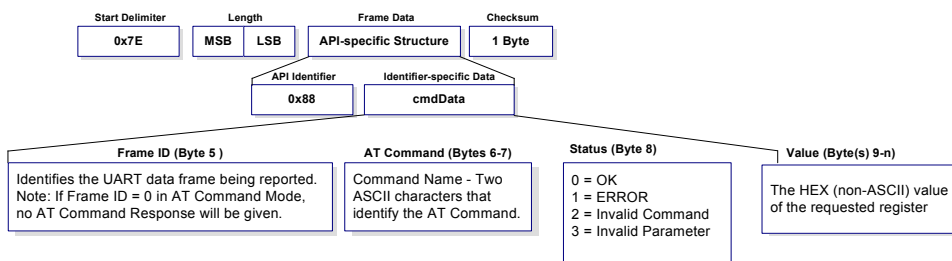 Start Delimiter
Length
Frame Data
Checksum
0x7E
MSB
LSB
API-specific Structure
1 Byte
API Identifier
Identifier-specific Data
0x88
cmdData
Frame ID (Byte 5 )
Identifies the UART data frame being reported.
Note: If Frame ID = 0 in AT Command Mode,
no AT Command Response will be given.
AT Command (Bytes 6-7)
Command Name - Two
ASCII characters that
identify the AT Command.
Status (Byte 8)
0 = OK
1 = ERROR
2 = Invalid Command
3 = Invalid Parameter
Value (Byte(s) 9-n)
The HEX (non-ASCII) value
of the requested register